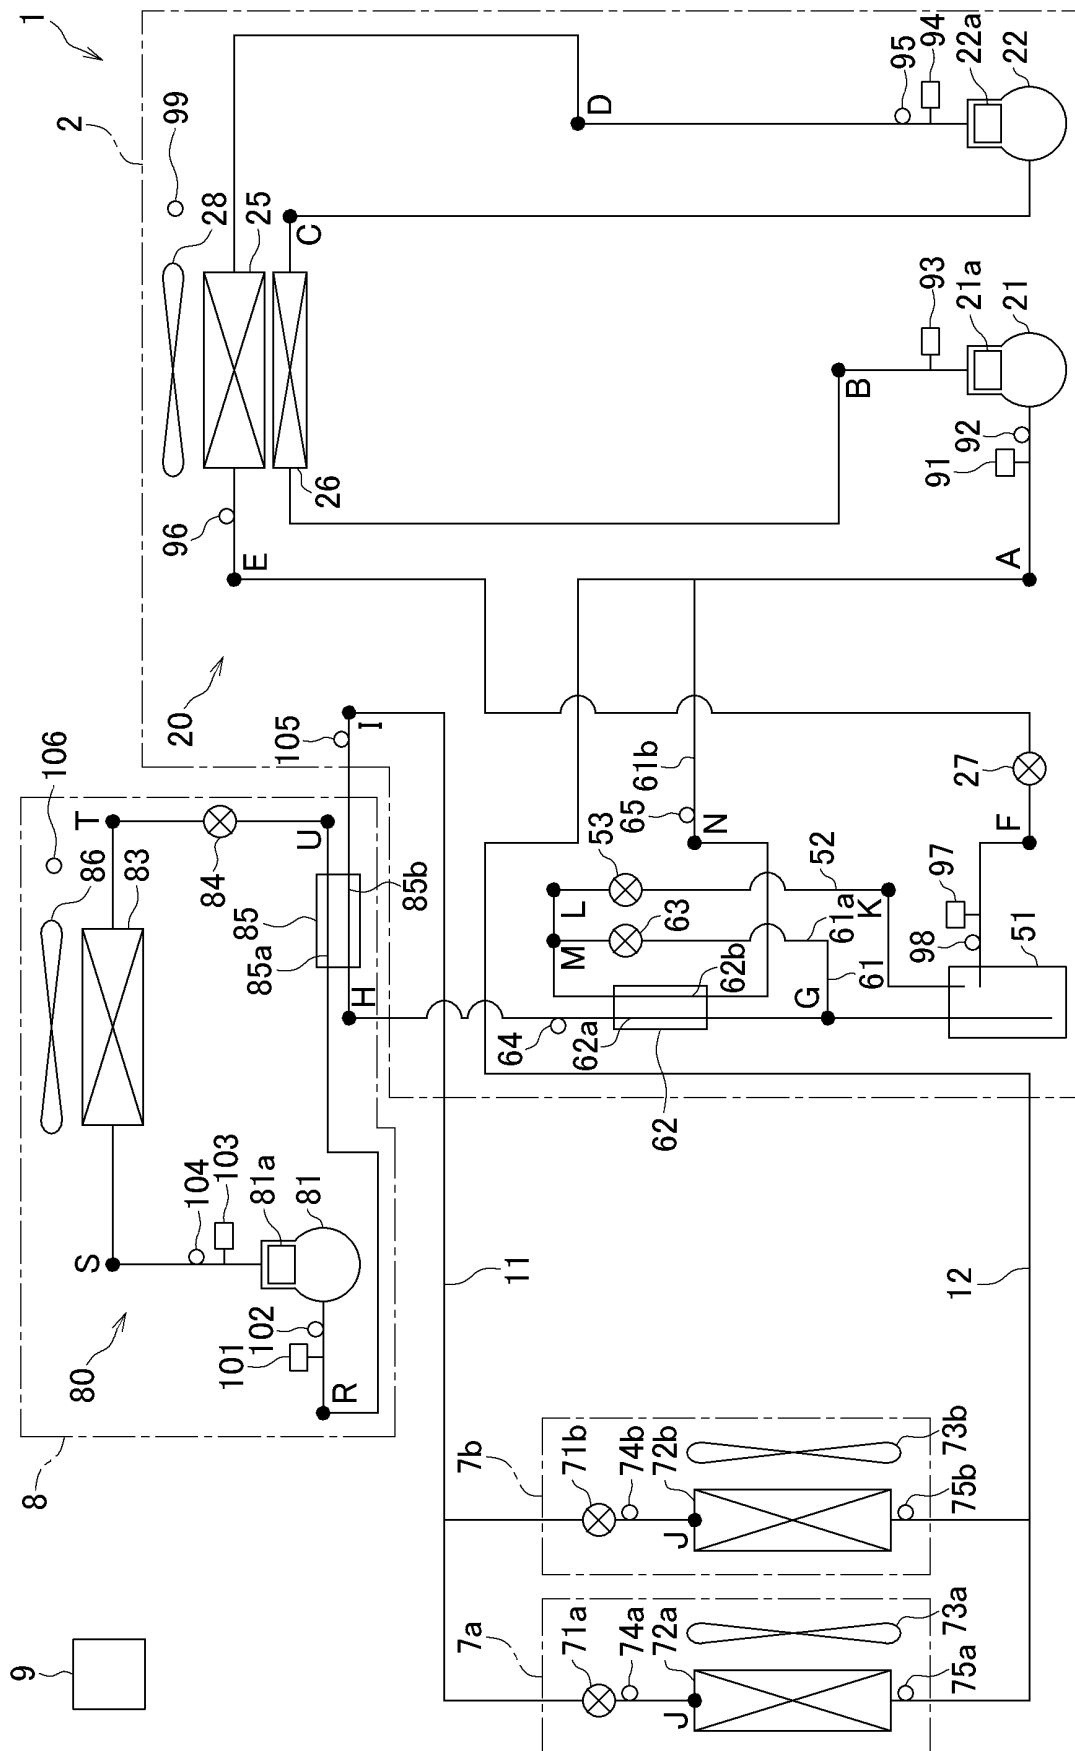 1
2
99
28
25
C
D
95
94
22a
22
96
E
26
B
93
21a
21
92
91
A
20
106
86
83
T
84
U
85
85a
85b
H
105
I
61b
65
N
53
52
L
M
63
61a
K
62b
62a
64
62
G
61
27
F
97
98
51
S
104
103
81a
81
102
101
R
80
8
11
12
9
7b
71b
74b
72b
J
73b
75b
7a
71a
74a
72a
J
73a
75a